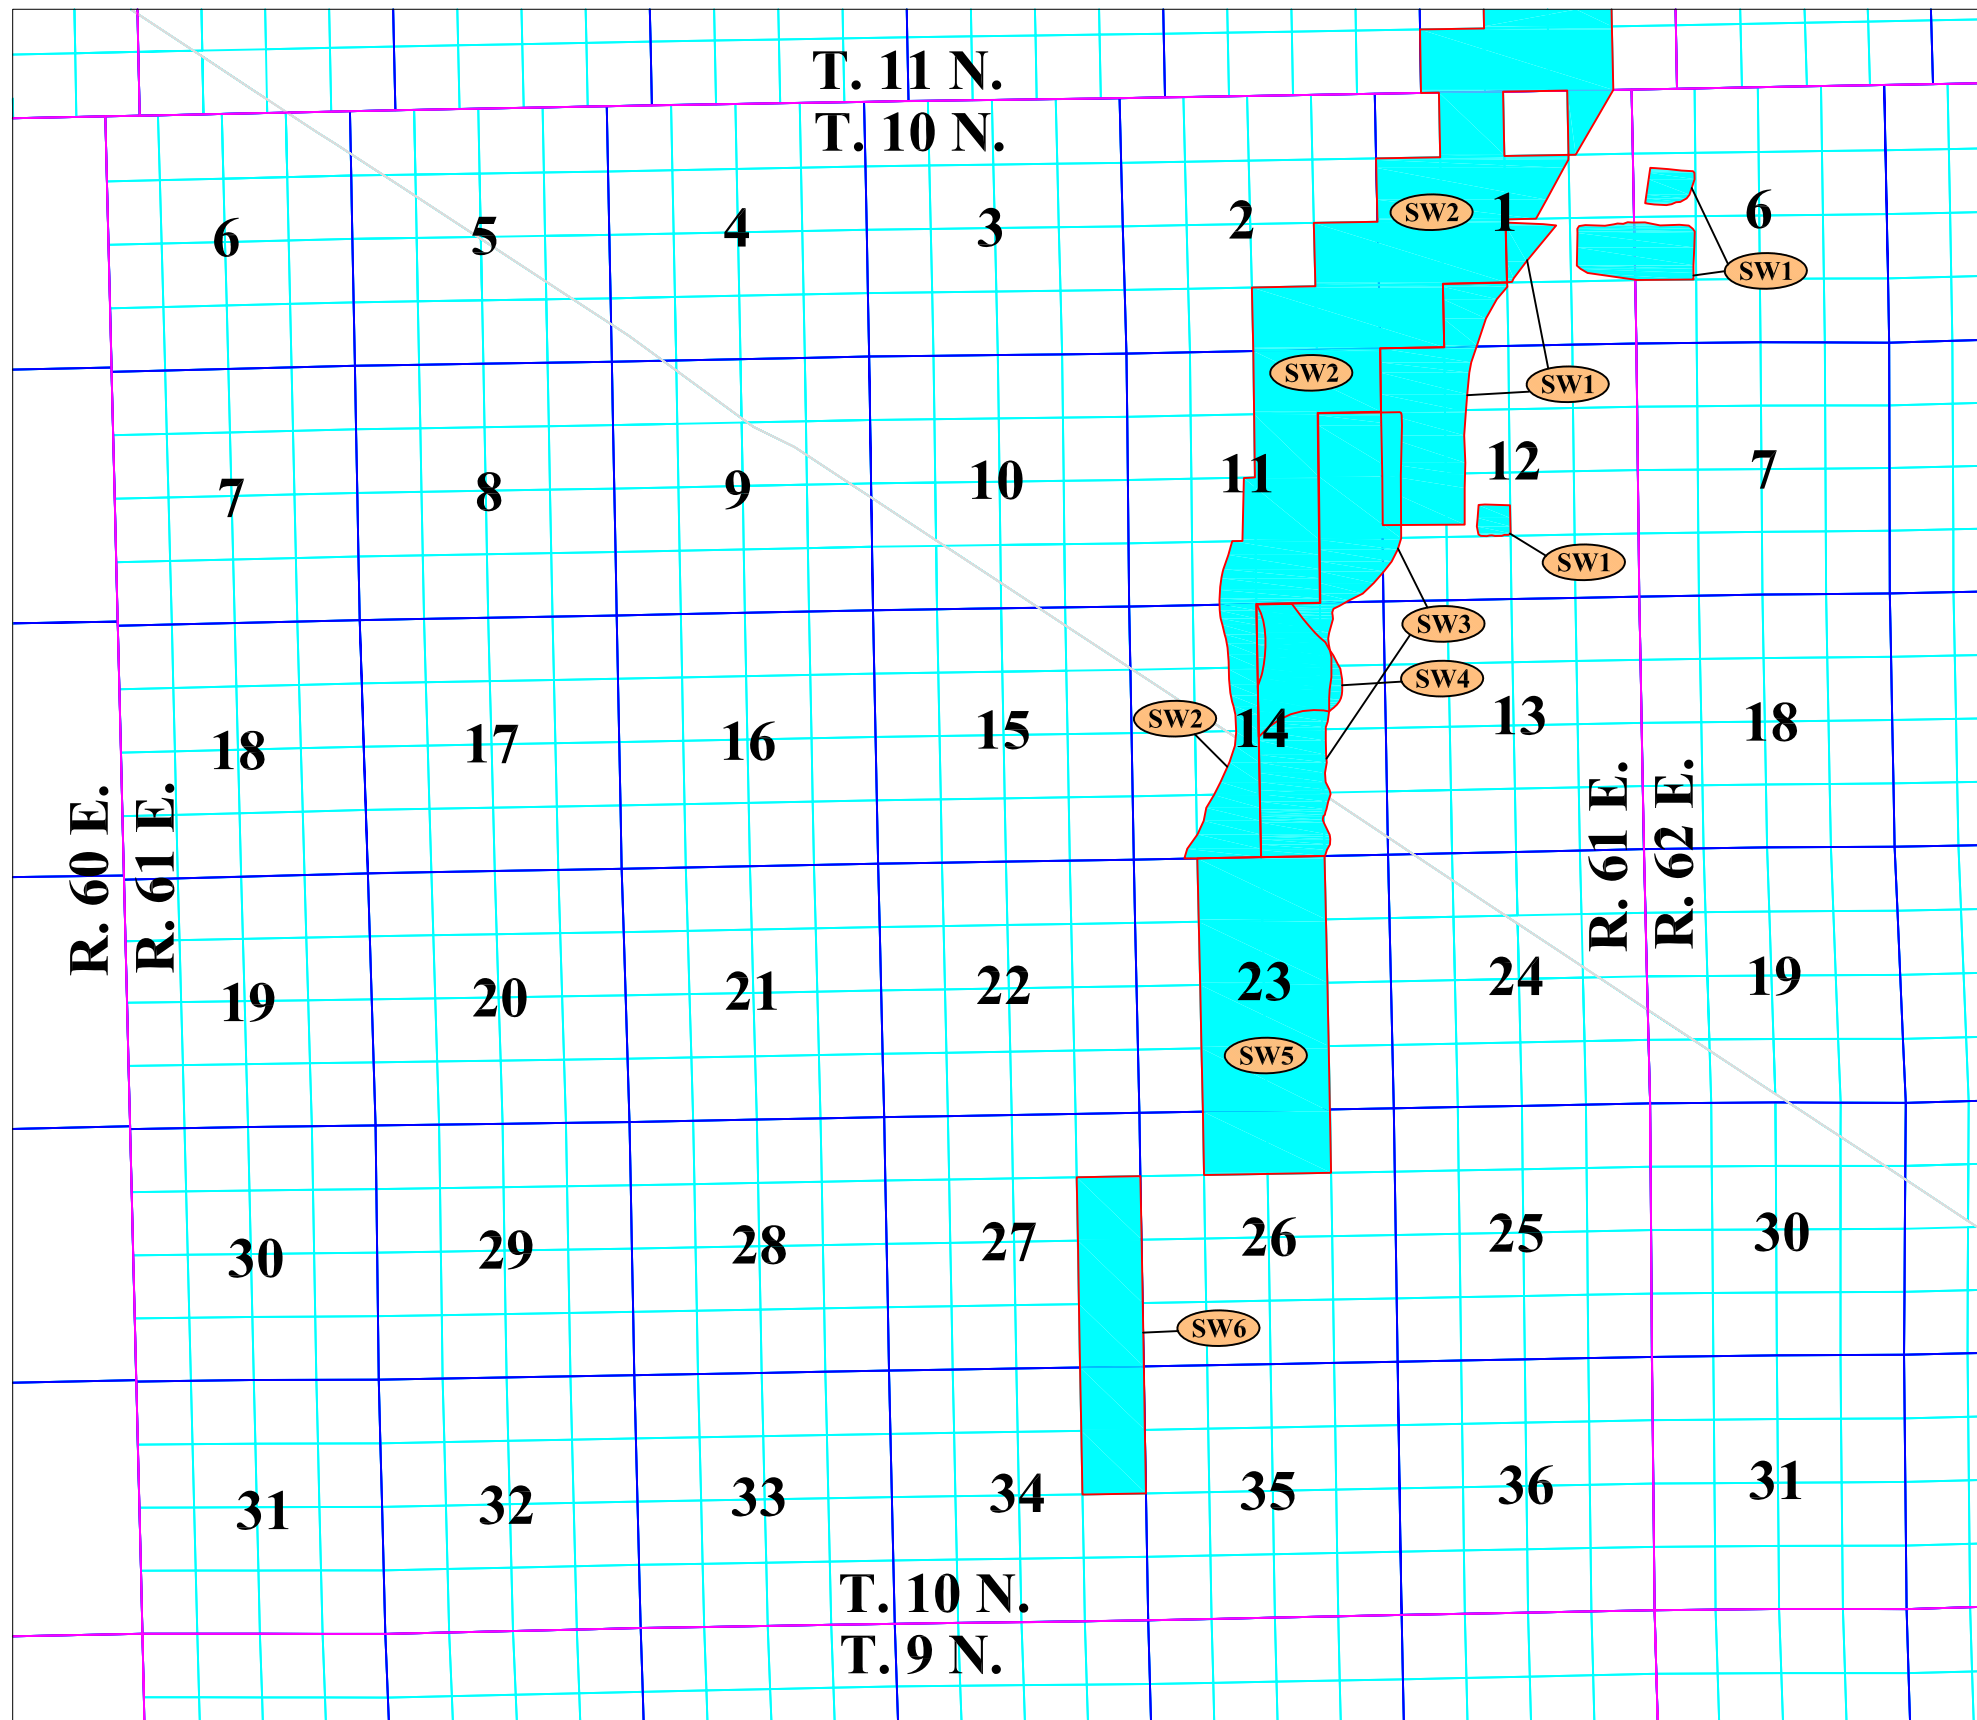 T. 11 N.
T. 10 N.
6 5 4 3 2 1 6
SW2 SW1
SW2 SW1
7 8 9 10 11 12 7
SW1
SW3
SW4
SW2
18 17 16 15 14 13 18
R. 60 E. R. 61 E. R. 61 E. R. 62 E.
19 20 21 22 23 24 19
SW5
30 29 28 27 26 25 30
SW6
31 32 33 34 35 36 31
T. 10 N.
T. 9 N.